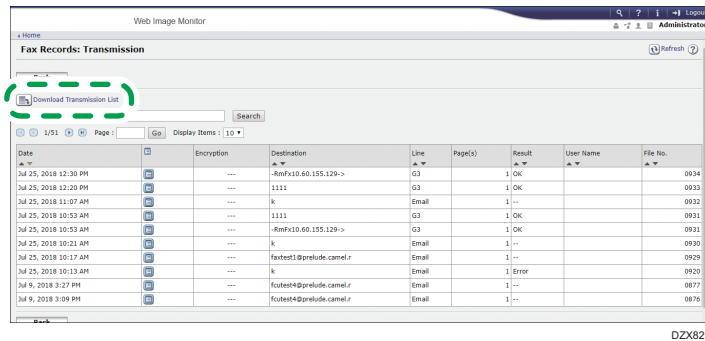 Web Image Monitor
? i Logou
Administrato
Home
Fax Records: Transmission
Refresh ?
Download Transmission List
Search
1/51 Page : Go Display Items : 10
Date Encryption Destination Line Page(s) Result User Name File No.
Jul 25, 2018 12:30 PM --- -RmFx10.60.155.129-> G3 1 OK 0934
Jul 25, 2018 12:20 PM --- 1111 G3 1 OK 0933
Jul 25, 2018 11:07 AM --- k Email 1 -- 0932
Jul 25, 2018 10:53 AM --- 1111 G3 1 OK 0931
Jul 25, 2018 10:53 AM --- -RmFx10.60.155.129-> G3 1 OK 0931
Jul 25, 2018 10:21 AM --- k Email 1 -- 0930
Jul 25, 2018 10:17 AM --- faxtest1@prelude.camel.r Email 1 -- 0929
Jul 25, 2018 10:13 AM --- k Email 1 Error 0920
Jul 9, 2018 3:27 PM --- fcutest4@prelude.camel.r Email 1 -- 0877
Jul 9, 2018 3:09 PM --- fcutest4@prelude.camel.r Email 1 -- 0876
Back
DZX82